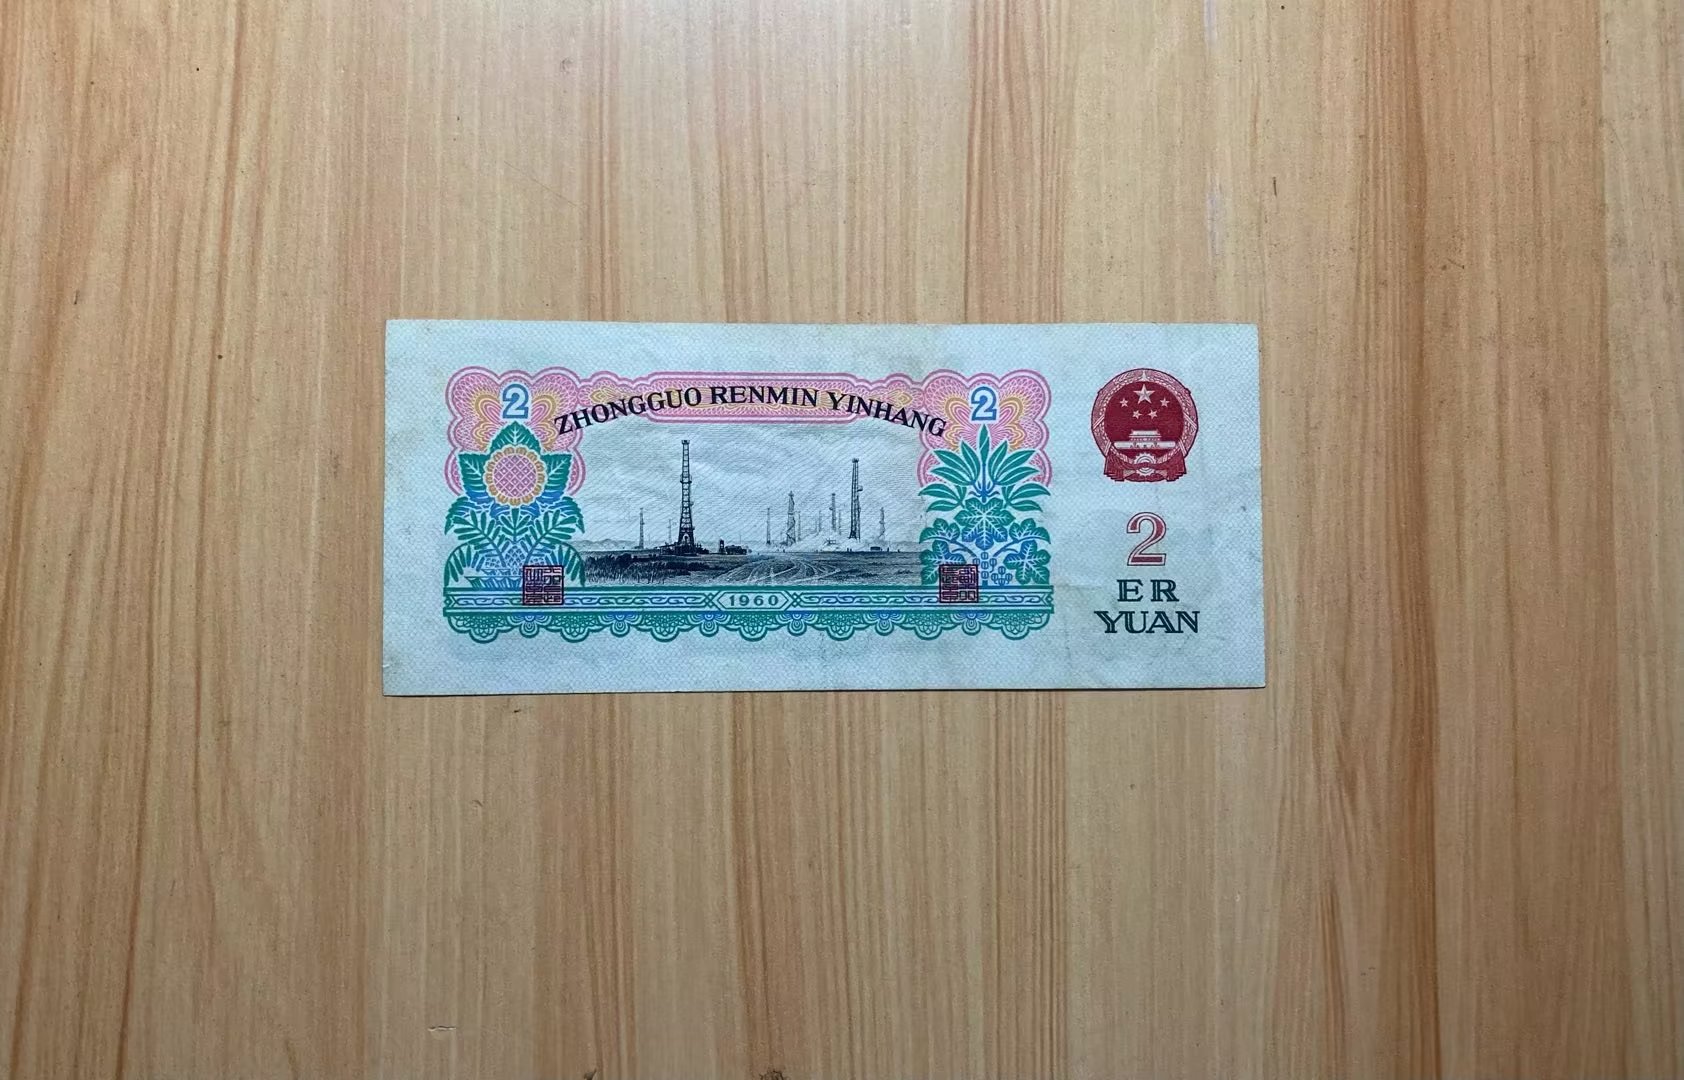 2 2
ZHONGGUO RENMIN YINHANG
1960
2
ER
YUAN